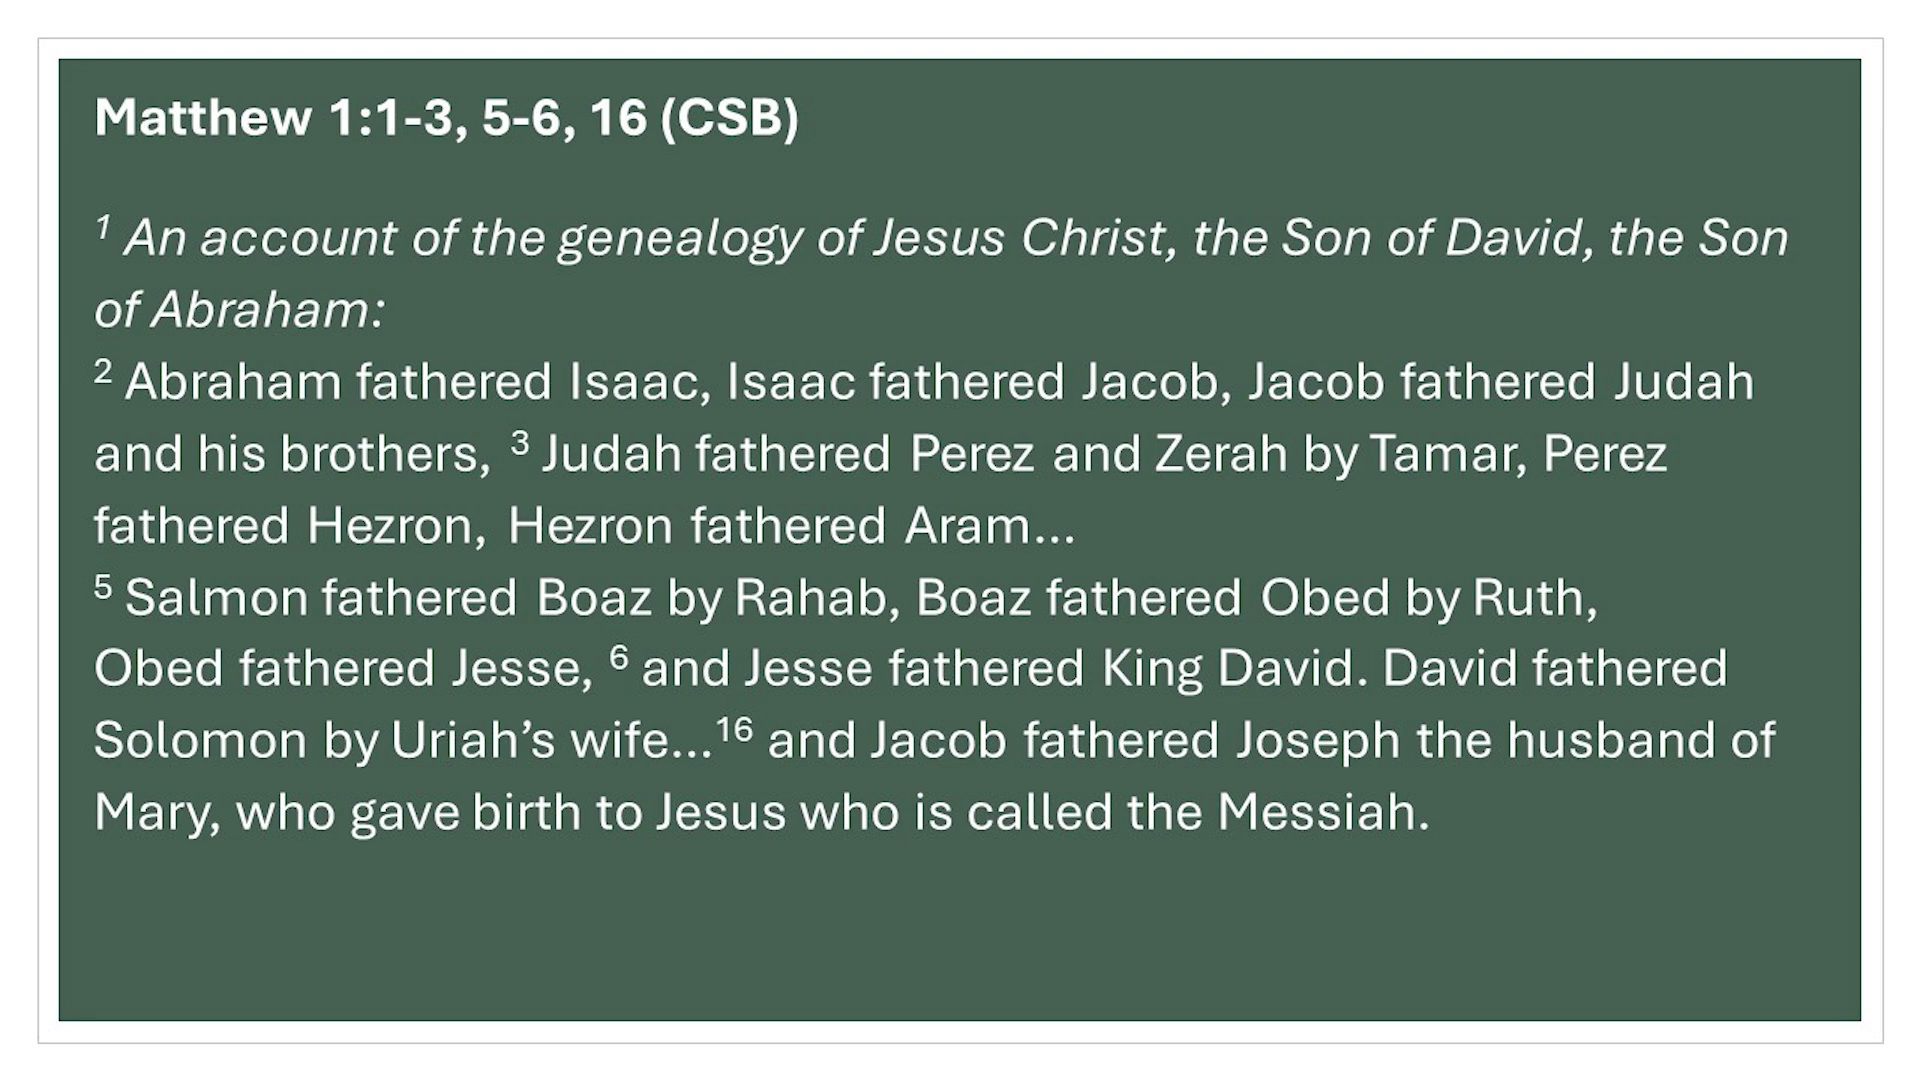 Matthew 1:1-3, 5-6, 16 (CSB)
1 An account of the genealogy of Jesus Christ, the Son of David, the Son
of Abraham:
2 Abraham fathered Isaac, Isaac fathered Jacob, Jacob fathered Judah
and his brothers, 3 Judah fathered Perez and Zerah by Tamar, Perez
fathered Hezron, Hezron fathered Aram...
5 Salmon fathered Boaz by Rahab, Boaz fathered Obed by Ruth,
Obed fathered Jesse, 6 and Jesse fathered King David. David fathered
Solomon by Uriah’s wife...16 and Jacob fathered Joseph the husband of
Mary, who gave birth to Jesus who is called the Messiah.